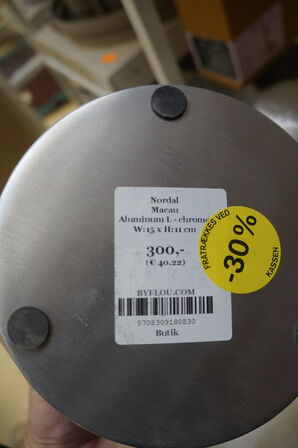 Nordal
Macau
Aluminum L - chrome
W:15 x H:11 cm
300,-
(€ 40.22)
BYFLOU.COM
5708309180830
Butik
FRATRÆKKES VED
-30%
KASSEN